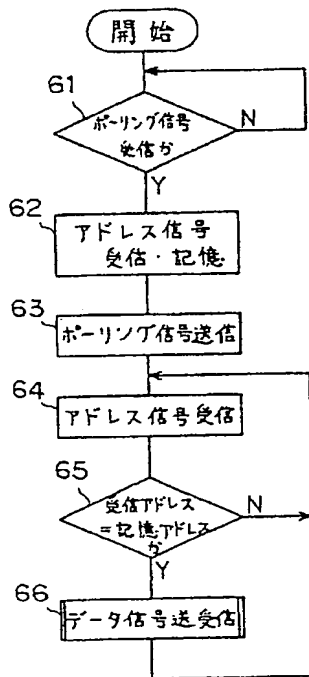 開始
61
ポーリング信号
受信か
N
Y
62
アドレス信号
受信・記憶
63
ポーリング信号送信
64
アドレス信号受信
65
受信アドレス
=記憶アドレス
か
N
Y
66
データ信号送受信